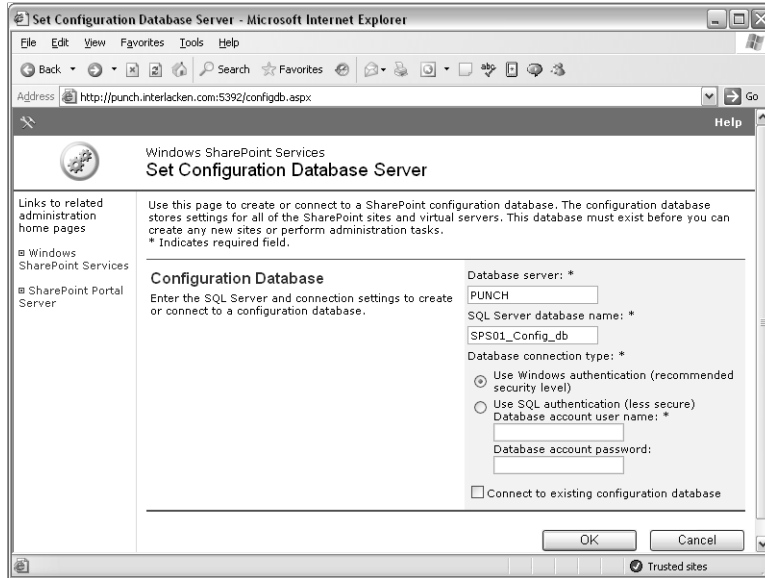 Set Configuration Database Server - Microsoft Internet Explorer
File Edit View Favorites Tools Help
Back Search Favorites
Address http://punch.interlacken.com:5392/configdb.aspx Go
Help
Windows SharePoint Services
Set Configuration Database Server
Links to related
administration
home pages
Windows
SharePoint Services
SharePoint Portal
Server
Use this page to create or connect to a SharePoint configuration database. The configuration database
stores settings for all of the SharePoint sites and virtual servers. This database must exist before you can
create any new sites or perform administration tasks.
* Indicates required field.
Configuration Database
Enter the SQL Server and connection settings to create
or connect to a configuration database.
Database server: *
PUNCH
SQL Server database name: *
SPS01_Config_db
Database connection type: *
Use Windows authentication (recommended
security level)
Use SQL authentication (less secure)
Database account user name: *
Database account password:
Connect to existing configuration database
OK Cancel
Trusted sites